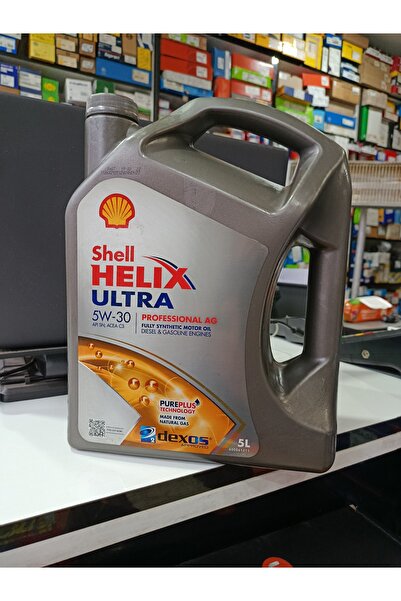 Shell
HELIX
ULTRA
5W-30
API SN, ACEA C3
PROFESSIONAL AG
FULLY SYNTHETIC MOTOR OIL
DIESEL & GASOLINE ENGINES
PUREPLUS
TECHNOLOGY
MADE FROM
NATURAL GAS
dexos
5L